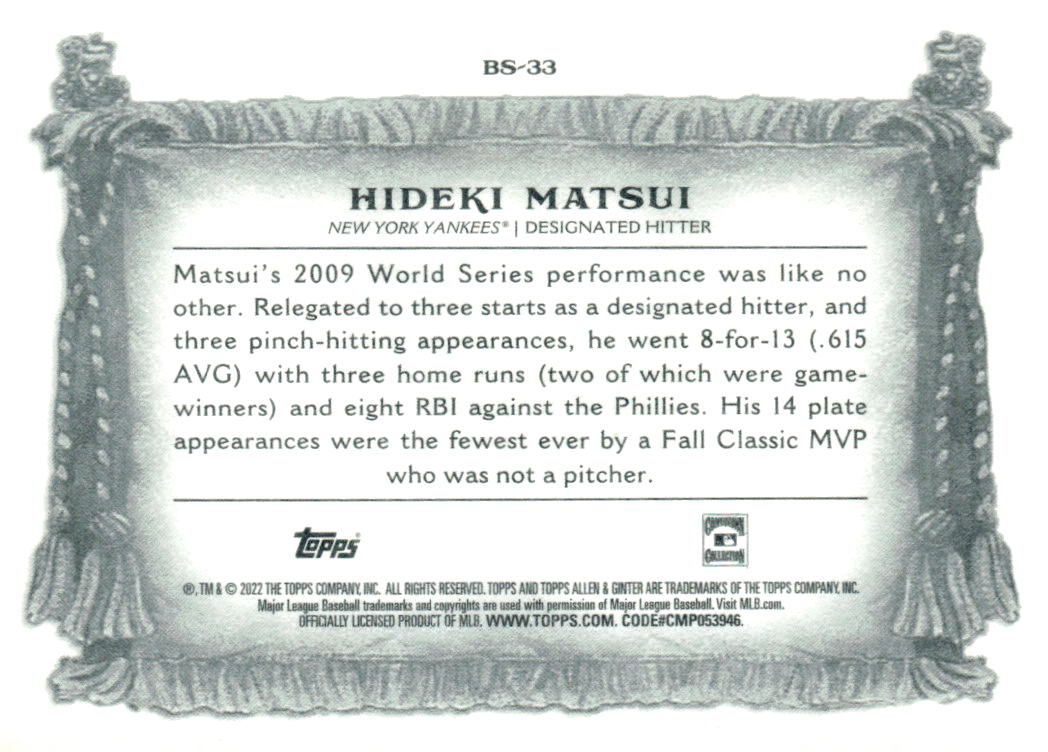 BS-33
HIDEKI MATSUI
NEW YORK YANKEES® | DESIGNATED HITTER
Matsui's 2009 World Series performance was like no
other. Relegated to three starts as a designated hitter, and
three pinch-hitting appearances, he went 8-for-13 (.615
AVG) with three home runs (two of which were game-
winners) and eight RBI against the Phillies. His 14 plate
appearances were the fewest ever by a Fall Classic MVP
who was not a pitcher.
Topps®
COOPERSTOWN
COLLECTION
®, TM & © 2022 THE TOPPS COMPANY, INC. ALL RIGHTS RESERVED. TOPPS AND TOPPS ALLEN & GINTER ARE TRADEMARKS OF THE TOPPS COMPANY, INC.
Major League Baseball trademarks and copyrights are used with permission of Major League Baseball. Visit MLB.com.
OFFICIALLY LICENSED PRODUCT OF MLB. WWW.TOPPS.COM. CODE#CMP053946.